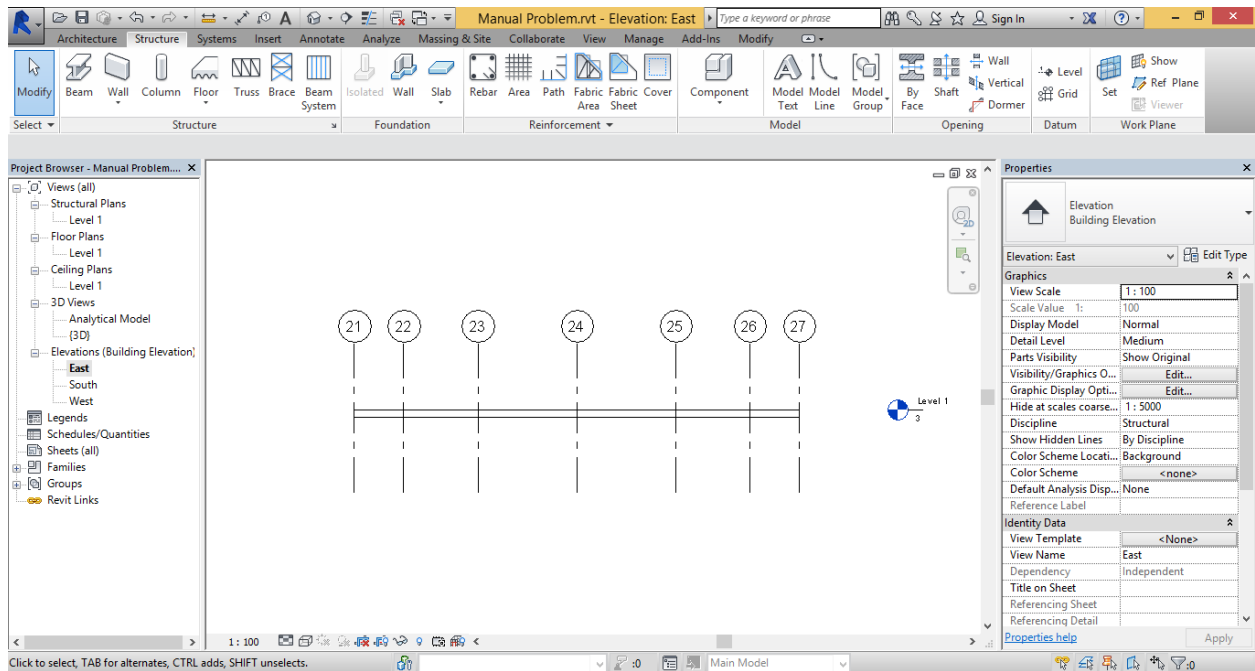 Manual Problem.rvt - Elevation: East
Type a keyword or phrase
Sign In
Architecture Structure Systems Insert Annotate Analyze Massing & Site Collaborate View Manage Add-Ins Modify
Modify
Beam Wall Column Floor Truss Brace Beam System
Isolated Wall Slab
Rebar Area Path Fabric Area Fabric Sheet Cover
Component
Model Text Model Line Model Group
By Face Shaft Wall Vertical Dormer
Level Grid
Set Show Ref Plane Viewer
Select Structure Foundation Reinforcement Model Opening Datum Work Plane
Project Browser - Manual Problem....
Views (all)
Structural Plans
Level 1
Floor Plans
Level 1
Ceiling Plans
Level 1
3D Views
Analytical Model
{3D}
Elevations (Building Elevation)
East
South
West
Legends
Schedules/Quantities
Sheets (all)
Families
Groups
Revit Links
2D
21 22 23 24 25 26 27
Level 1
3
Properties
Elevation
Building Elevation
Elevation: East Edit Type
Graphics
View Scale 1 : 100
Scale Value 1: 100
Display Model Normal
Detail Level Medium
Parts Visibility Show Original
Visibility/Graphics O... Edit...
Graphic Display Opti... Edit...
Hide at scales coarse... 1 : 5000
Discipline Structural
Show Hidden Lines By Discipline
Color Scheme Locati... Background
Color Scheme <none>
Default Analysis Disp... None
Reference Label
Identity Data
View Template <None>
View Name East
Dependency Independent
Title on Sheet
Referencing Sheet
Referencing Detail
Properties help Apply
1 : 100
Click to select, TAB for alternates, CTRL adds, SHIFT unselects.
:0
Main Model
:0